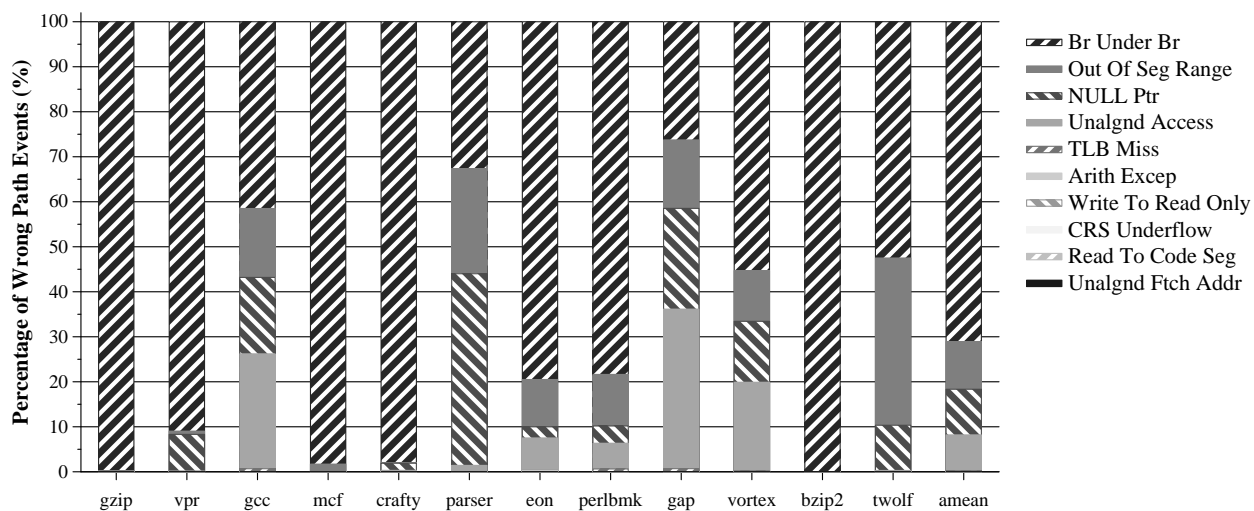 Percentage of Wrong Path Events (%)
100
90
80
70
60
50
40
30
20
10
0
gzip vpr gcc mcf crafty parser eon perlbmk gap vortex bzip2 twolf amean
Br Under Br
Out Of Seg Range
NULL Ptr
Unalgnd Access
TLB Miss
Arith Excep
Write To Read Only
CRS Underflow
Read To Code Seg
Unalgnd Ftch Addr